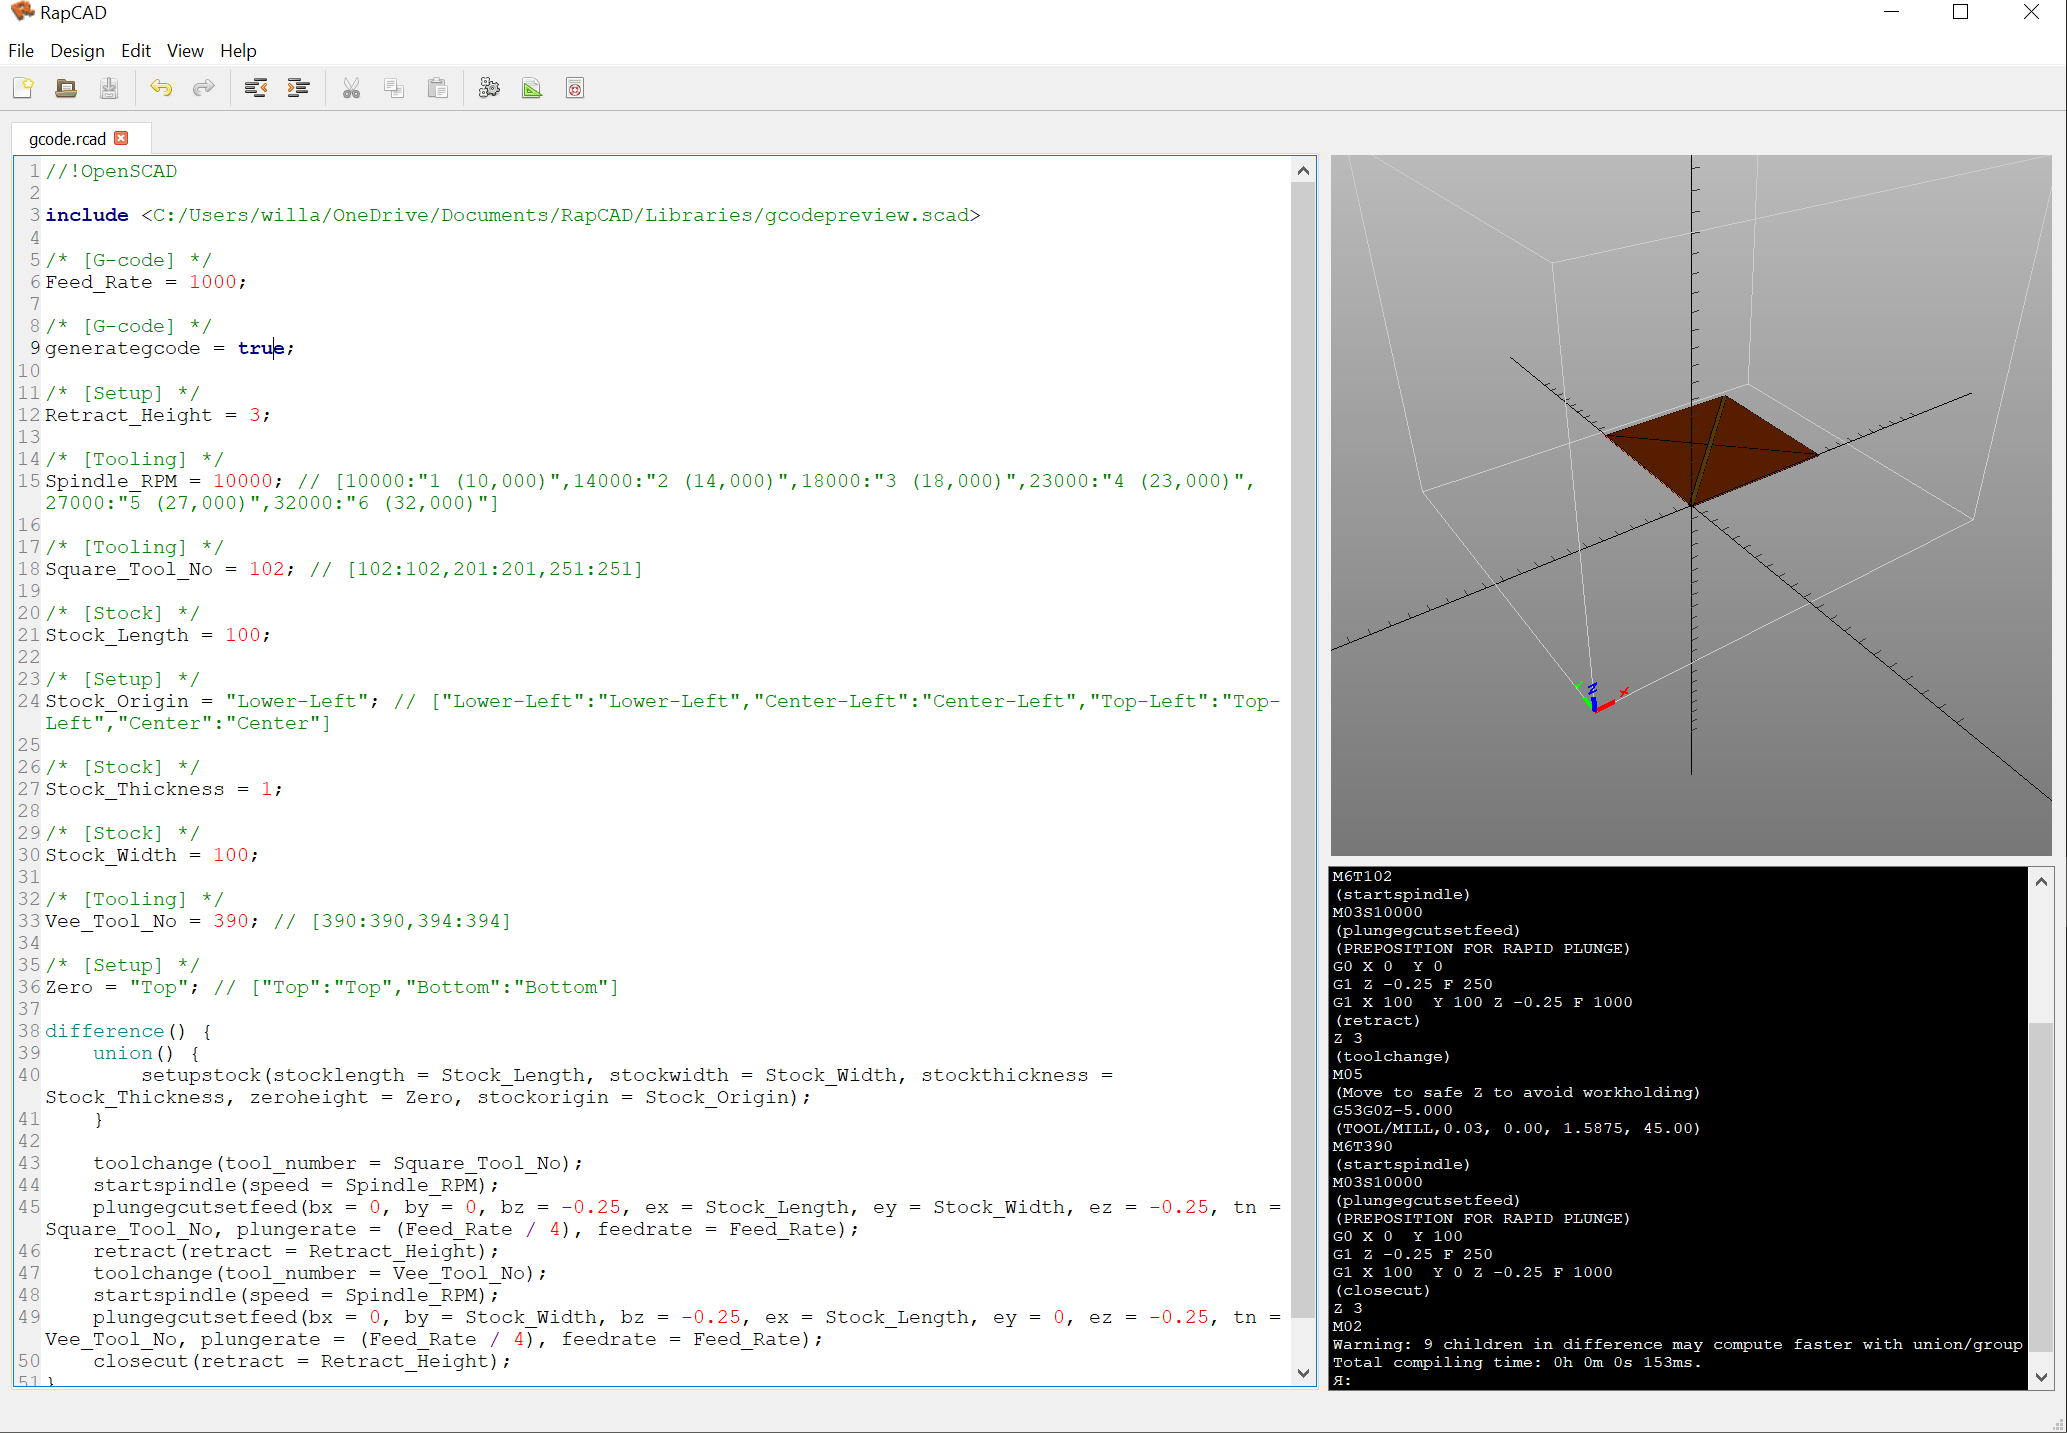 RapCAD
File Design Edit View Help
gcode.rcad
1 //!OpenSCAD
2
3 include <C:/Users/willa/OneDrive/Documents/RapCAD/Libraries/gcodepreview.scad>
4
5 /* [G-code] */
6 Feed_Rate = 1000;
7
8 /* [G-code] */
9 generategcode = true;
10
11 /* [Setup] */
12 Retract_Height = 3;
13
14 /* [Tooling] */
15 Spindle_RPM = 10000; // [10000:"1 (10,000)",14000:"2 (14,000)",18000:"3 (18,000)",23000:"4 (23,000)",
27000:"5 (27,000)",32000:"6 (32,000)"]
16
17 /* [Tooling] */
18 Square_Tool_No = 102; // [102:102,201:201,251:251]
19
20 /* [Stock] */
21 Stock_Length = 100;
22
23 /* [Setup] */
24 Stock_Origin = "Lower-Left"; // ["Lower-Left":"Lower-Left","Center-Left":"Center-Left","Top-Left":"Top-
Left","Center":"Center"]
25
26 /* [Stock] */
27 Stock_Thickness = 1;
28
29 /* [Stock] */
30 Stock_Width = 100;
31
32 /* [Tooling] */
33 Vee_Tool_No = 390; // [390:390,394:394]
34
35 /* [Setup] */
36 Zero = "Top"; // ["Top":"Top","Bottom":"Bottom"]
37
38 difference() {
39 union() {
40 setupstock(stocklength = Stock_Length, stockwidth = Stock_Width, stockthickness =
Stock_Thickness, zeroheight = Zero, stockorigin = Stock_Origin);
41 }
42
43 toolchange(tool_number = Square_Tool_No);
44 startspindle(speed = Spindle_RPM);
45 plungegcutsetfeed(bx = 0, by = 0, bz = -0.25, ex = Stock_Length, ey = Stock_Width, ez = -0.25, tn =
Square_Tool_No, plungerate = (Feed_Rate / 4), feedrate = Feed_Rate);
46 retract(retract = Retract_Height);
47 toolchange(tool_number = Vee_Tool_No);
48 startspindle(speed = Spindle_RPM);
49 plungegcutsetfeed(bx = 0, by = Stock_Width, bz = -0.25, ex = Stock_Length, ey = 0, ez = -0.25, tn =
Vee_Tool_No, plungerate = (Feed_Rate / 4), feedrate = Feed_Rate);
50 closecut(retract = Retract_Height);
51 }
Y Z X
M6T102
(startspindle)
M03S10000
(plungegcutsetfeed)
(PREPOSITION FOR RAPID PLUNGE)
G0 X 0 Y 0
G1 Z -0.25 F 250
G1 X 100 Y 100 Z -0.25 F 1000
(retract)
Z 3
(toolchange)
M05
(Move to safe Z to avoid workholding)
G53G0Z-5.000
(TOOL/MILL,0.03, 0.00, 1.5875, 45.00)
M6T390
(startspindle)
M03S10000
(plungegcutsetfeed)
(PREPOSITION FOR RAPID PLUNGE)
G0 X 0 Y 100
G1 Z -0.25 F 250
G1 X 100 Y 0 Z -0.25 F 1000
(closecut)
Z 3
M02
Warning: 9 children in difference may compute faster with union/group
Total compiling time: 0h 0m 0s 153ms.
Я: